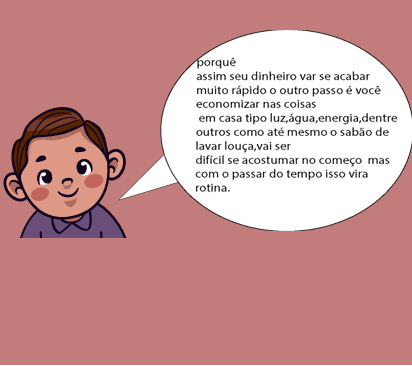 porquê
assim seu dinheiro var se acabar
muito rápido o outro passo é você
economizar nas coisas
em casa tipo luz,água,energia,dentre
outros como até mesmo o sabão de
lavar louça,vai ser
difícil se acostumar no começo mas
com o passar do tempo isso vira
rotina.